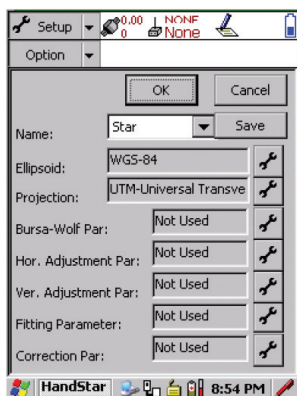 Setup 0.00 0 NONE None
Option
OK Cancel
Name: Star Save
Ellipsoid: WGS-84
Projection: UTM-Universal Transve
Bursa-Wolf Par: Not Used
Hor. Adjustment Par: Not Used
Ver. Adjustment Par: Not Used
Fitting Parameter: Not Used
Correction Par: Not Used
HandStar 8:54 PM